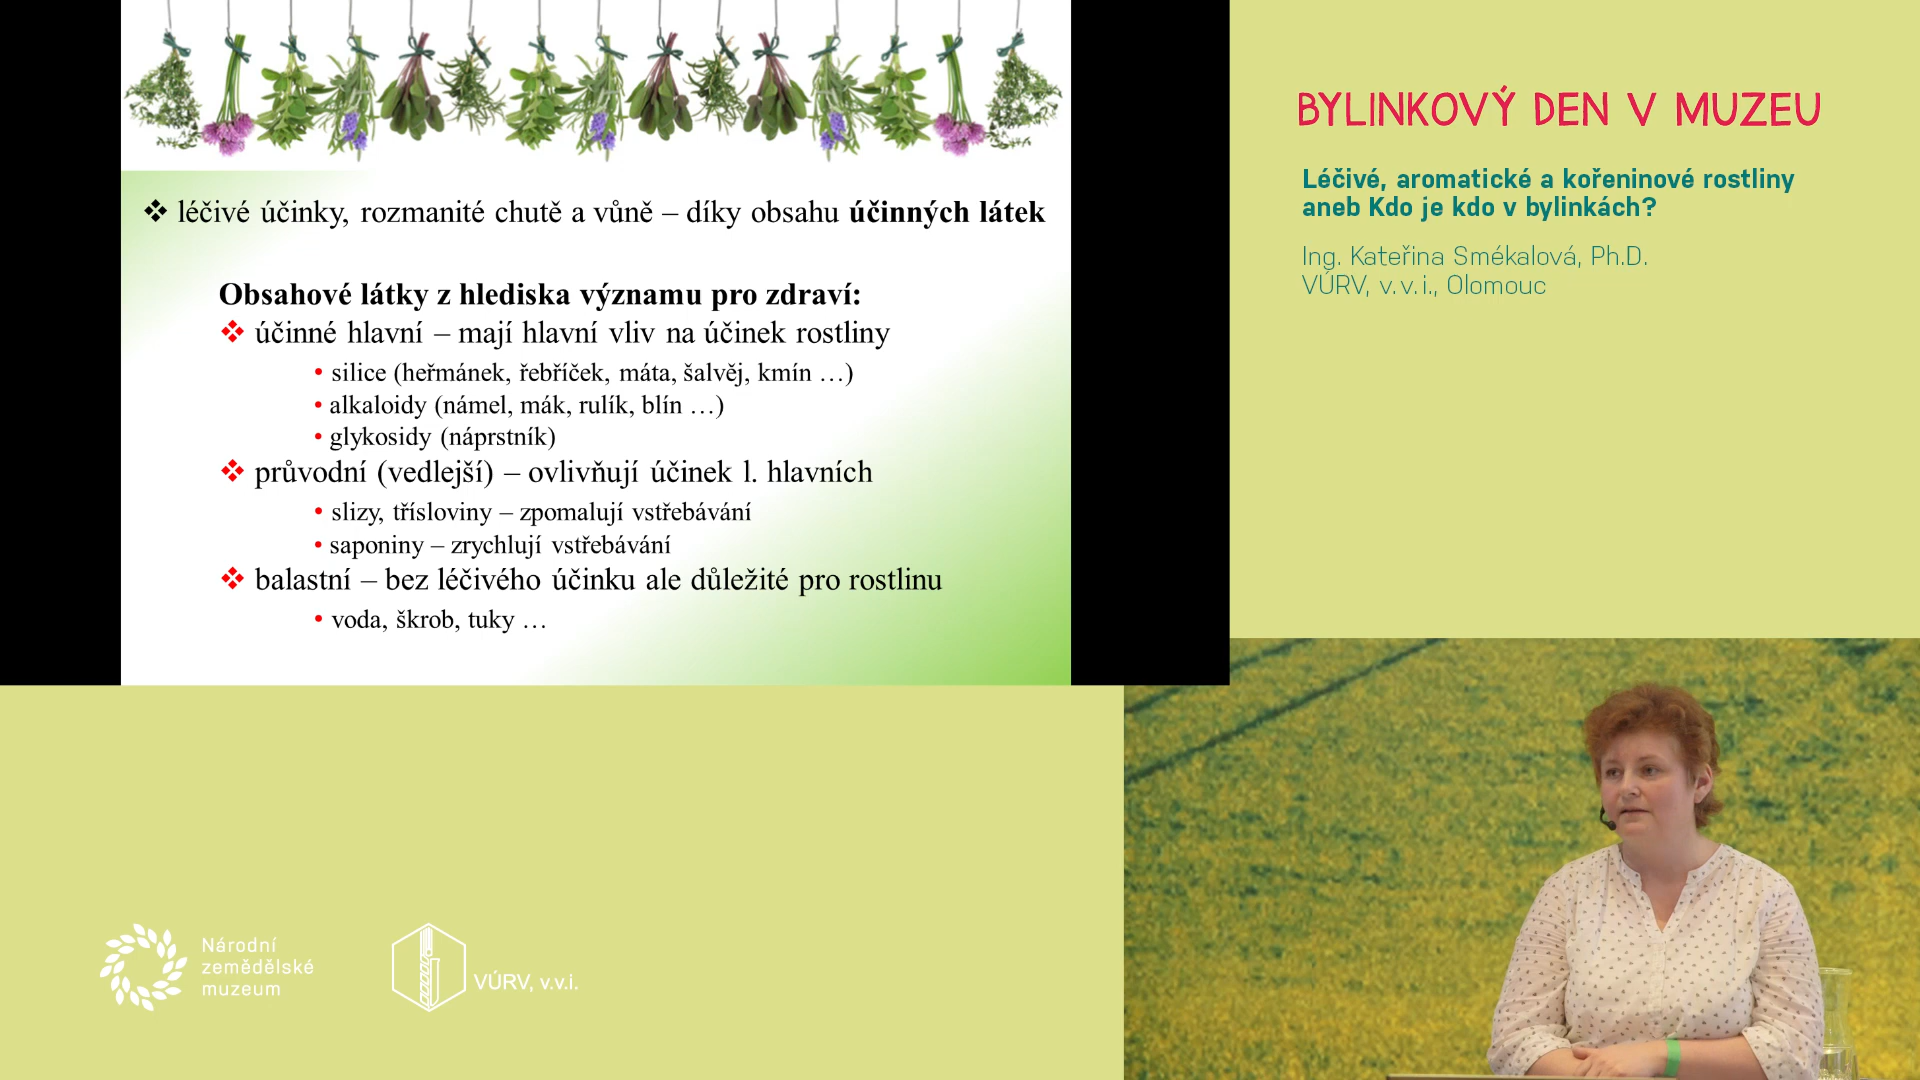 ❖ léčivé účinky, rozmanité chutě a vůně – díky obsahu účinných látek
Obsahové látky z hlediska významu pro zdraví:
❖ účinné hlavní – mají hlavní vliv na účinek rostliny
• silice (heřmánek, řebříček, máta, šalvěj, kmín …)
• alkaloidy (námel, mák, rulík, blín …)
• glykosidy (náprstník)
❖ průvodní (vedlejší) – ovlivňují účinek l. hlavních
• slizy, třísloviny – zpomalují vstřebávání
• saponiny – zrychlují vstřebávání
❖ balastní – bez léčivého účinku ale důležité pro rostlinu
• voda, škrob, tuky …
BYLINKOVÝ DEN V MUZEU
Léčivé, aromatické a kořeninové rostliny
aneb Kdo je kdo v bylinkách?
Ing. Kateřina Smékalová, Ph.D.
VÚRV, v. v. i., Olomouc
Národní
zemědělské
muzeum
VÚRV, v.v.i.